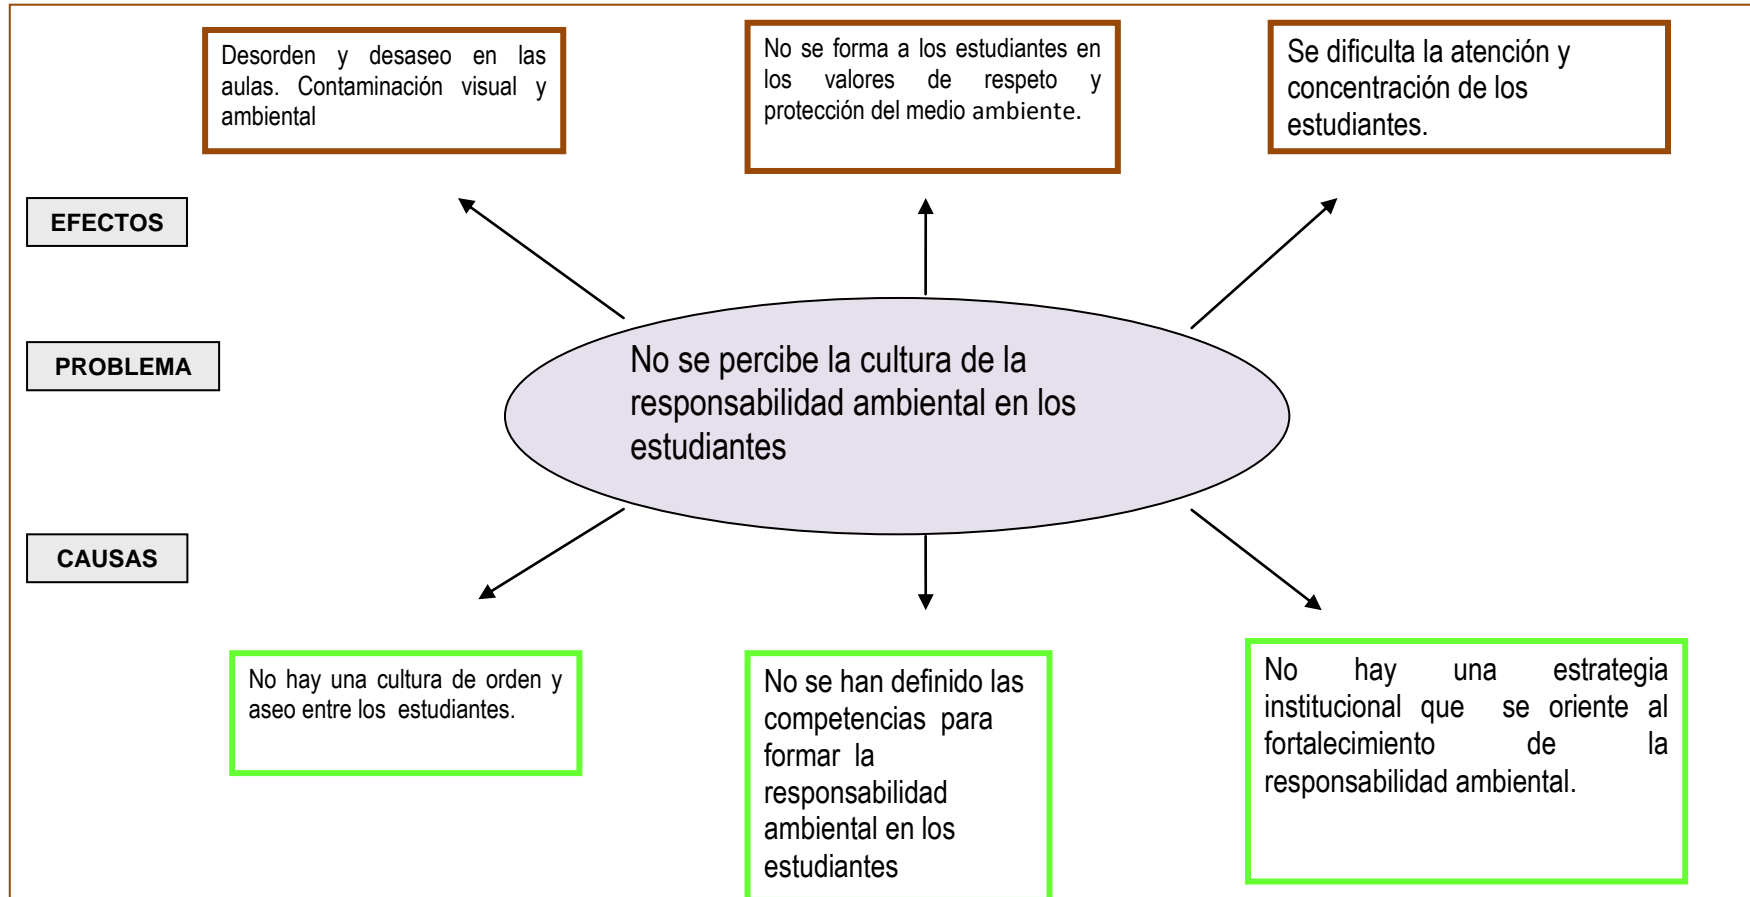 Desorden y desaseo en las
aulas. Contaminación visual y
ambiental
No se forma a los estudiantes en
los valores de respeto y
protección del medio ambiente.
Se dificulta la atención y
concentración de los
estudiantes.
EFECTOS
PROBLEMA
No se percibe la cultura de la
responsabilidad ambiental en los
estudiantes
CAUSAS
No hay una cultura de orden y
aseo entre los estudiantes.
No se han definido las
competencias para
formar la
responsabilidad
ambiental en los
estudiantes
No hay una estrategia
institucional que se oriente al
fortalecimiento de la
responsabilidad ambiental.